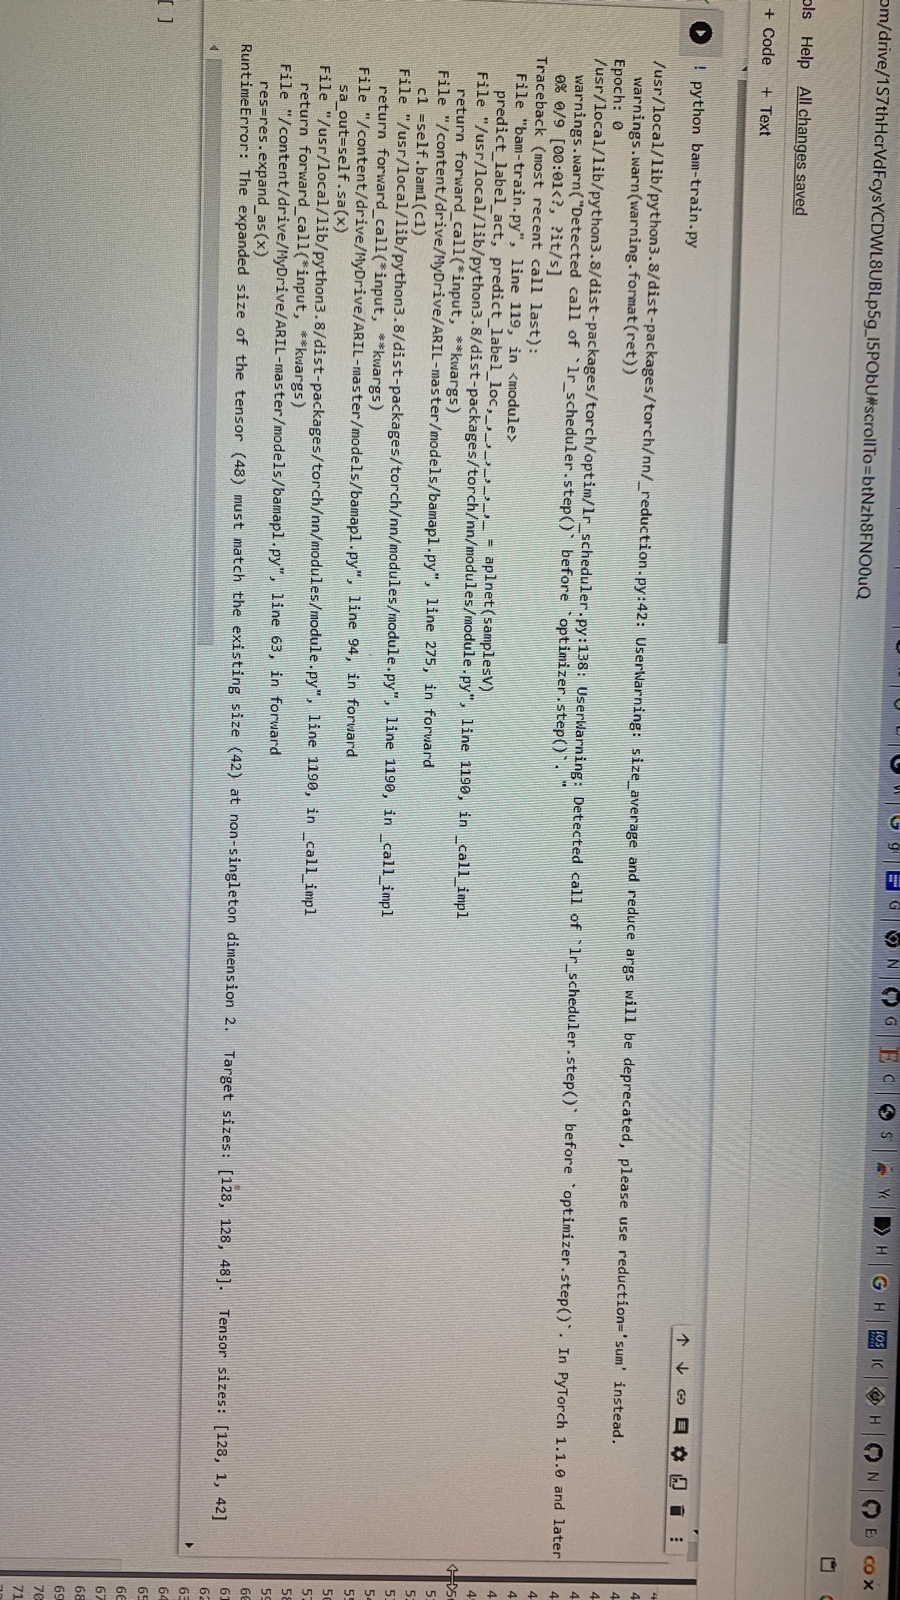 om/drive/1S7thHcrVdFcysYCDWL8UBLp5g_l5PObU#scrollTo=btNzh8FNO0uQ
ols Help All changes saved
+ Code + Text
! python bam-train.py
/usr/local/lib/python3.8/dist-packages/torch/nn/_reduction.py:42: UserWarning: size_average and reduce args will be deprecated, please use reduction='sum' instead.
warnings.warn(warning.format(ret))
Epoch: 0
/usr/local/lib/python3.8/dist-packages/torch/optim/lr_scheduler.py:138: UserWarning: Detected call of `lr_scheduler.step()` before `optimizer.step()`. In PyTorch 1.1.0 and later
warnings.warn("Detected call of `lr_scheduler.step()` before `optimizer.step()`. "
0% 0/9 [00:01<?, ?it/s]
Traceback (most recent call last):
File "bam-train.py", line 119, in <module>
predict_label_act, predict_label_loc,_,_,_,_,_,_,_ = aplnet(samplesV)
File "/usr/local/lib/python3.8/dist-packages/torch/nn/modules/module.py", line 1190, in _call_impl
return forward_call(*input, **kwargs)
File "/content/drive/MyDrive/ARIL-master/models/bamapl.py", line 275, in forward
c1 =self.bam1(c1)
File "/usr/local/lib/python3.8/dist-packages/torch/nn/modules/module.py", line 1190, in _call_impl
return forward_call(*input, **kwargs)
File "/content/drive/MyDrive/ARIL-master/models/bamapl.py", line 94, in forward
sa_out=self.sa(x)
File "/usr/local/lib/python3.8/dist-packages/torch/nn/modules/module.py", line 1190, in _call_impl
return forward_call(*input, **kwargs)
File "/content/drive/MyDrive/ARIL-master/models/bamapl.py", line 63, in forward
res=res.expand_as(x)
RuntimeError: The expanded size of the tensor (48) must match the existing size (42) at non-singleton dimension 2.  Target sizes: [128, 128, 48].  Tensor sizes: [128, 1, 42]
[ ]